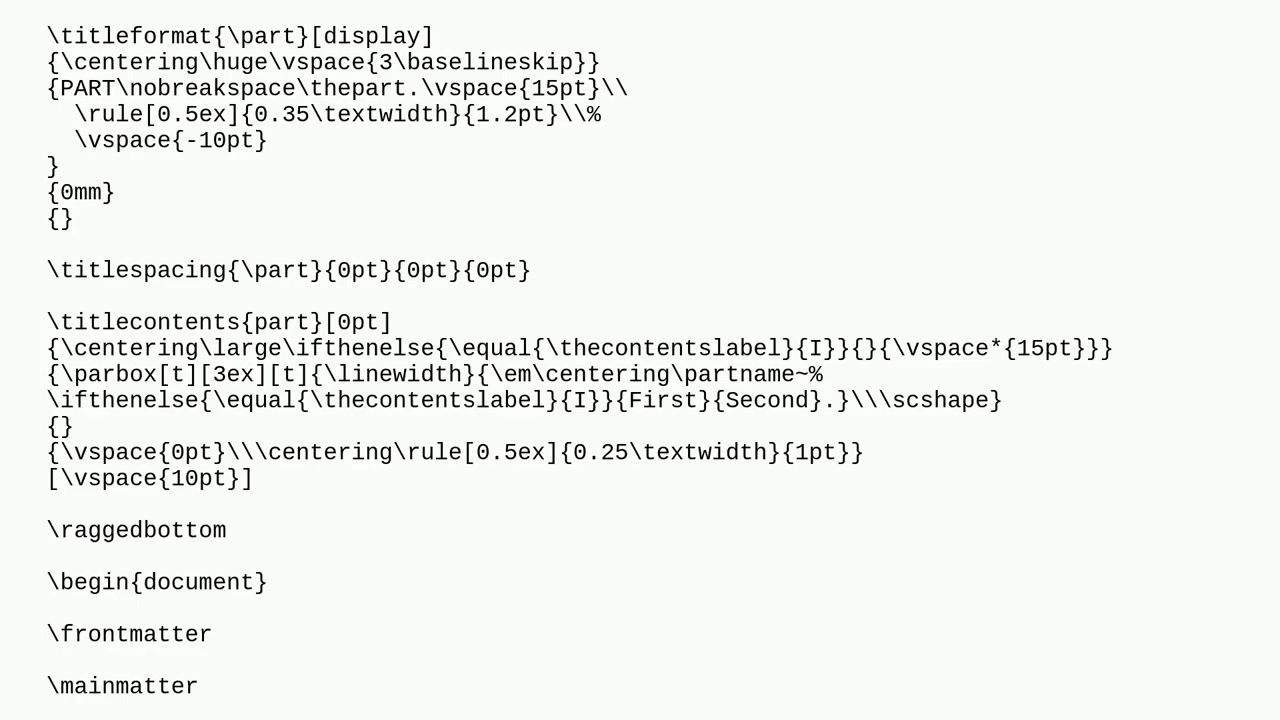 \titleformat{\part}[display]
{\centering\huge\vspace{3\baselineskip}}
{PART\nobreakspace\thepart.\vspace{15pt}\\
  \rule[0.5ex]{0.35\textwidth}{1.2pt}\\%
  \vspace{-10pt}
}
{0mm}
{}

\titlespacing{\part}{0pt}{0pt}{0pt}

\titlecontents{part}[0pt]
{\centering\large\ifthenelse{\equal{\thecontentslabel}{I}}{}{\vspace*{15pt}}}
{\parbox[t][3ex][t]{\linewidth}{\em\centering\partname~%
\ifthenelse{\equal{\thecontentslabel}{I}}{First}{Second}.}\\\scshape}
{}
{\vspace{0pt}\\\centering\rule[0.5ex]{0.25\textwidth}{1pt}}
[\vspace{10pt}]

\raggedbottom

\begin{document}

\frontmatter

\mainmatter